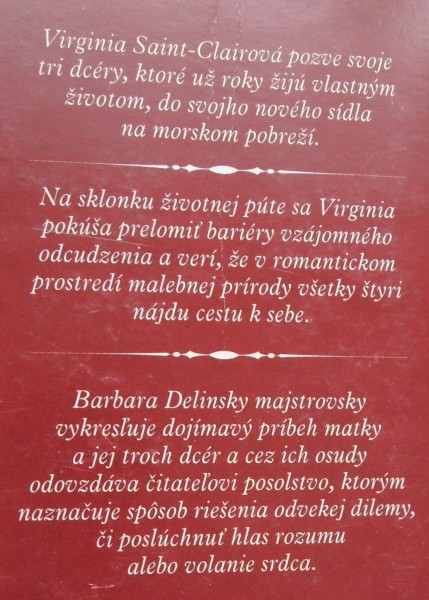 Virginia Saint-Clairová pozve svoje
tri dcéry, ktoré už roky žijú vlastným
životom, do svojho nového sídla
na morskom pobreží.
Na sklonku životnej púte sa Virginia
pokúša prelomiť bariéry vzájomného
odcudzenia a verí, že v romantickom
prostredí malebnej prírody všetky štyri
nájdu cestu k sebe.
Barbara Delinsky majstrovsky
vykresľuje dojímavý príbeh matky
a jej troch dcér a cez ich osudy
odovzdáva čitateľovi posolstvo, ktorým
naznačuje spôsob riešenia odvekej dilemy,
či poslúchnuť hlas rozumu
alebo volanie srdca.